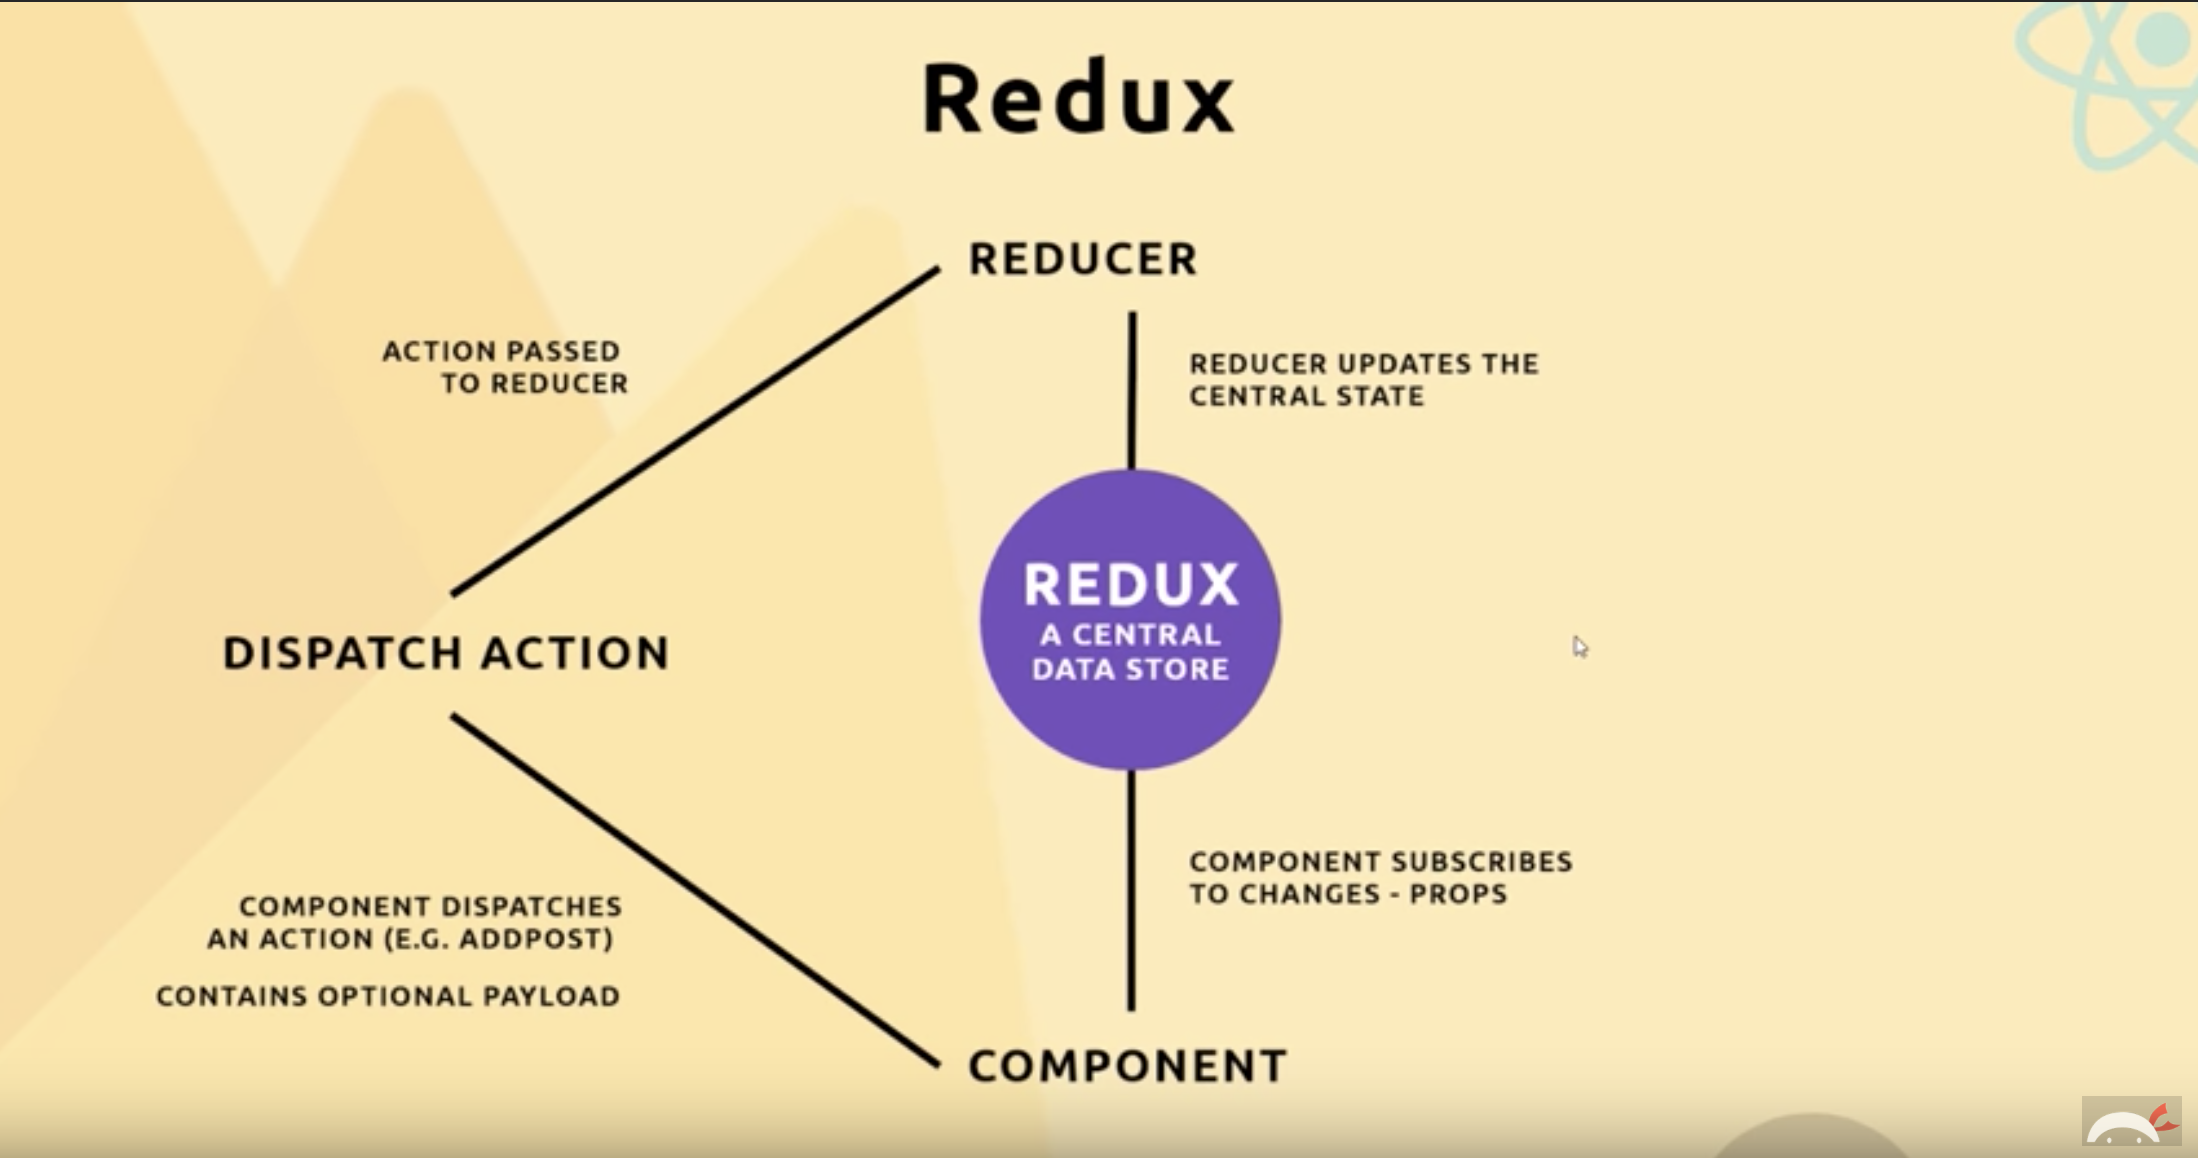 Redux
REDUCER
ACTION PASSED
TO REDUCER
REDUCER UPDATES THE
CENTRAL STATE
REDUX
A CENTRAL
DATA STORE
DISPATCH ACTION
COMPONENT SUBSCRIBES
TO CHANGES - PROPS
COMPONENT DISPATCHES
AN ACTION (E.G. ADDPOST)
CONTAINS OPTIONAL PAYLOAD
COMPONENT